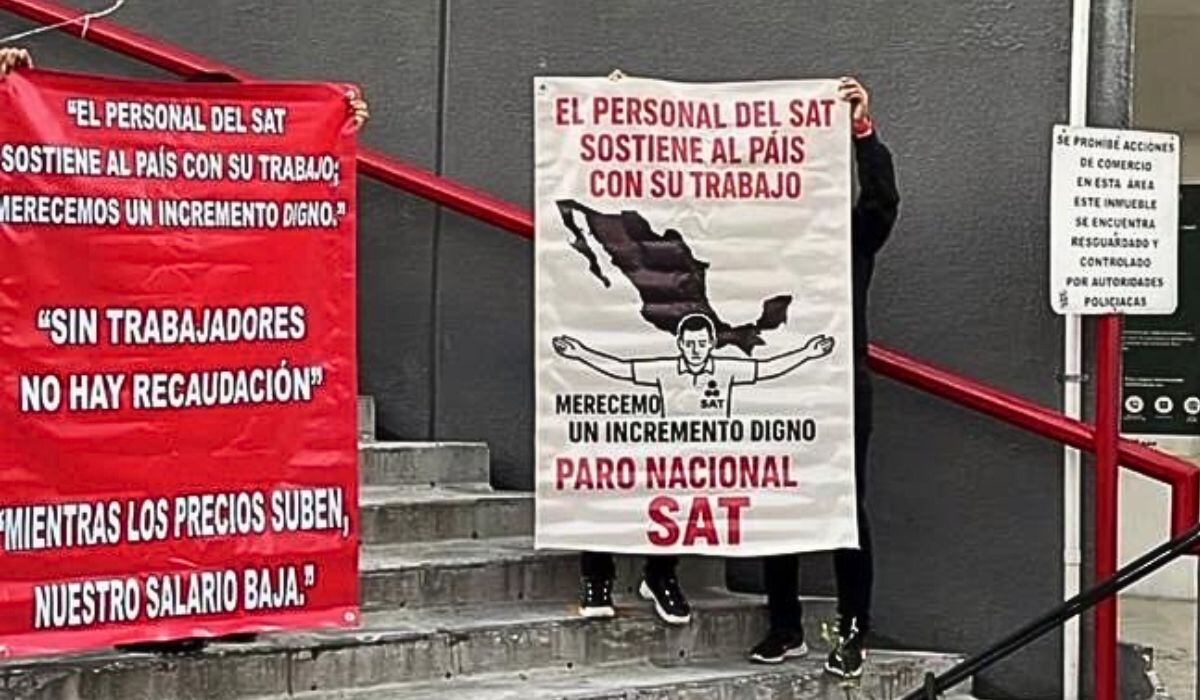 “EL PERSONAL DEL SAT
SOSTIENE AL PAÍS CON SU TRABAJO;
MERECEMOS UN INCREMENTO DIGNO.”
“SIN TRABAJADORES
NO HAY RECAUDACIÓN”
“MIENTRAS LOS PRECIOS SUBEN,
NUESTRO SALARIO BAJA.”
EL PERSONAL DEL SAT
SOSTIENE AL PÁIS
CON SU TRABAJO
SAT
MERECEMO
UN INCREMENTO DIGNO
PARO NACIONAL
SAT
SE PROHIBE ACCIONES
DE COMERCIO
EN ESTA ÁREA
ESTE INMUEBLE
SE ENCUENTRA
RESGUARDADO Y
CONTROLADO
POR AUTORIDADES
POLICIACAS